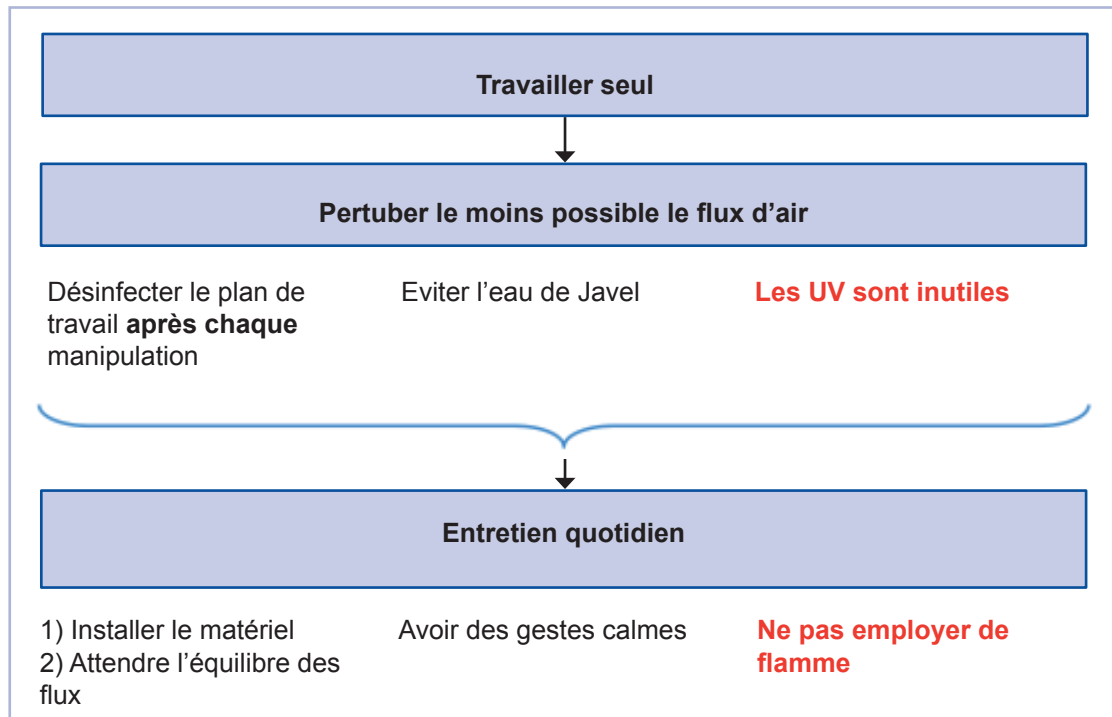 Travailler seul
Pertuber le moins possible le flux d’air
Désinfecter le plan de
travail après chaque
manipulation
Eviter l’eau de Javel
Les UV sont inutiles
Entretien quotidien
1) Installer le matériel
2) Attendre l’équilibre des
flux
Avoir des gestes calmes
Ne pas employer de
flamme